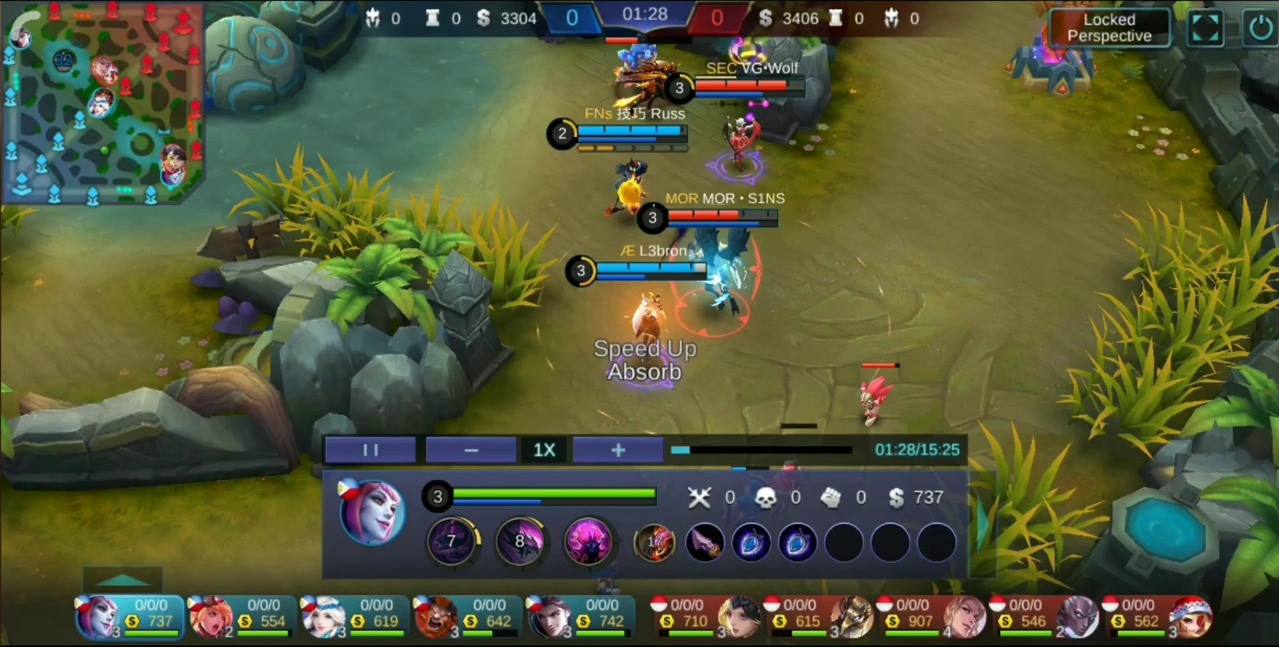 0 0 3304 0 01:28 0 3406 0 0
Locked
Perspective
SEC VG•Wolf
3
FNs 技巧 Russ
2
MOR MOR • S1NS
3
Æ L3bron
3
Speed Up
Absorb
1X
01:28/15:25
3
0 0 0 737
7 8
0/0/0 0/0/0 0/0/0 0/0/0 0/0/0 0/0/0 0/0/0 0/0/0 0/0/0 0/0/0
3 737 2 554 3 619 3 642 3 742 710 3 615 3 907 4 546 2 562 3